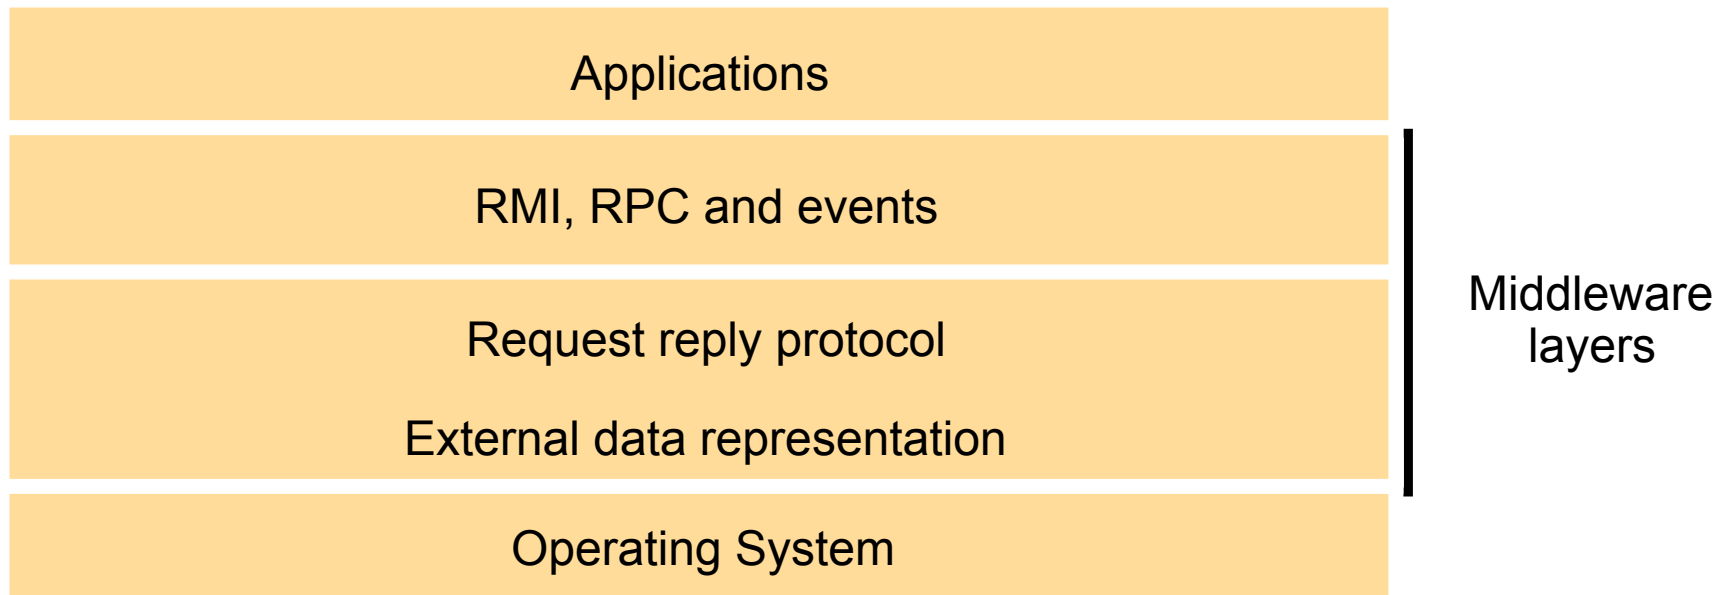 Applications
RMI, RPC and events
Request reply protocol
External data representation
Operating System
Middleware
layers